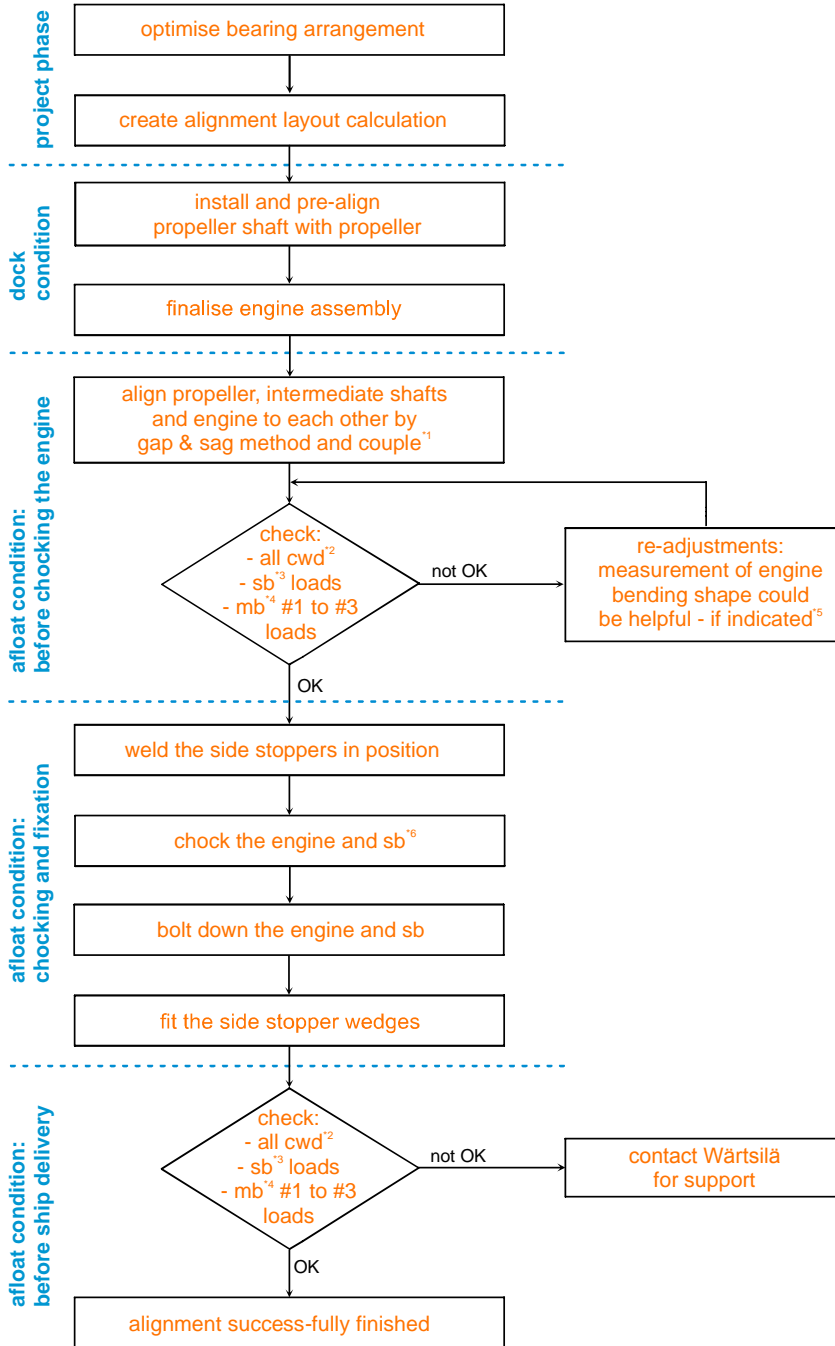 project phase
optimise bearing arrangement
create alignment layout calculation
dock
condition
install and pre-align
propeller shaft with propeller
finalise engine assembly
afloat condition:
before chocking the engine
align propeller, intermediate shafts
and engine to each other by
gap & sag method and couple*1
check:
- all cwd*2
- sb*3 loads
- mb*4 #1 to #3
loads
not OK
re-adjustments:
measurement of engine
bending shape could
be helpful - if indicated*5
OK
afloat condition:
chocking and fixation
weld the side stoppers in position
chock the engine and sb*6
bolt down the engine and sb
fit the side stopper wedges
afloat condition:
before ship delivery
check:
- all cwd*2
- sb*3 loads
- mb*4 #1 to #3
loads
not OK
contact Wärtsilä
for support
OK
alignment success-fully finished